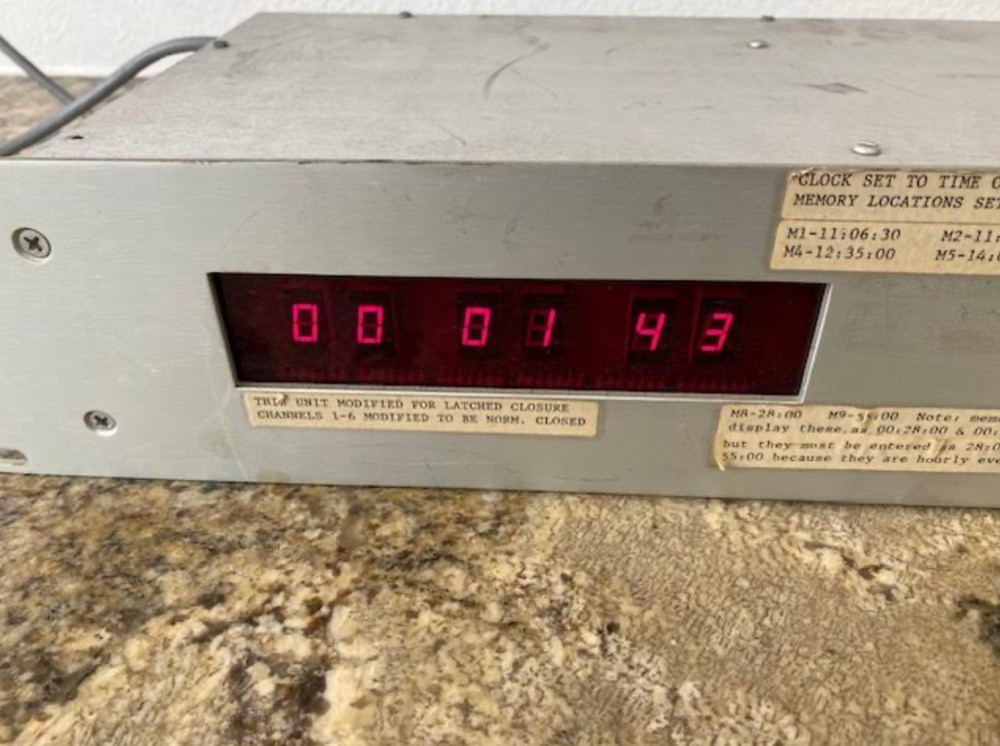 CLOCK SET TO TIME O
MEMORY LOCATIONS SET
M1-11:06:30 M2-11:
M4-12:35:00 M5-14:0
00 01 43
THIS UNIT MODIFIED FOR LATCHED CLOSURE
CHANNELS 1-6 MODIFIED TO BE NORM. CLOSED
M8-28:00 M9-55:00 Note: mem
display these as 00:28:00 & 00:
but they must be entered as 28:0
55:00 because they are hourly eve